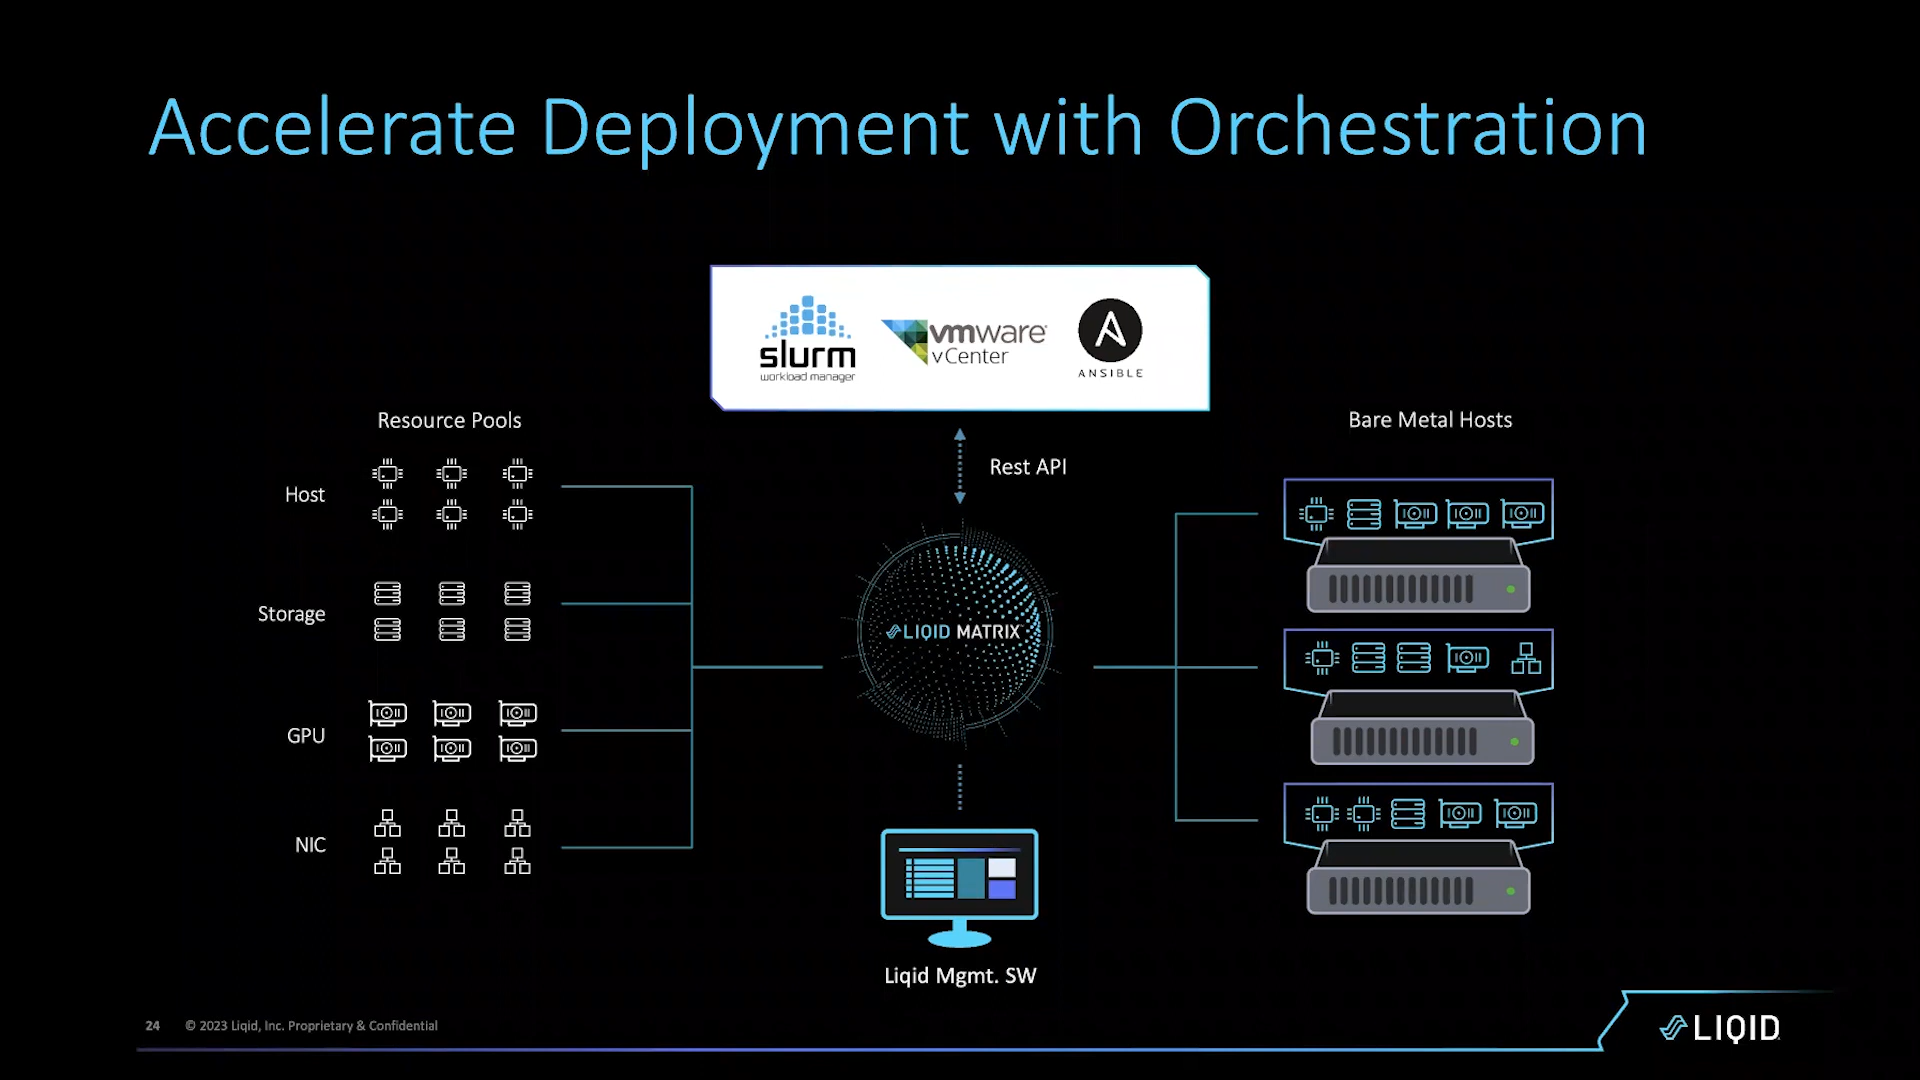 Accelerate Deployment with Orchestration
slurm
workload manager
vmware
vCenter
ANSIBLE
Resource Pools
Bare Metal Hosts
Rest API
Host
Storage
LIQID MATRIX
GPU
NIC
Liqid Mgmt. SW
24 © 2023 Liqid, Inc. Proprietary & Confidential
LIQID